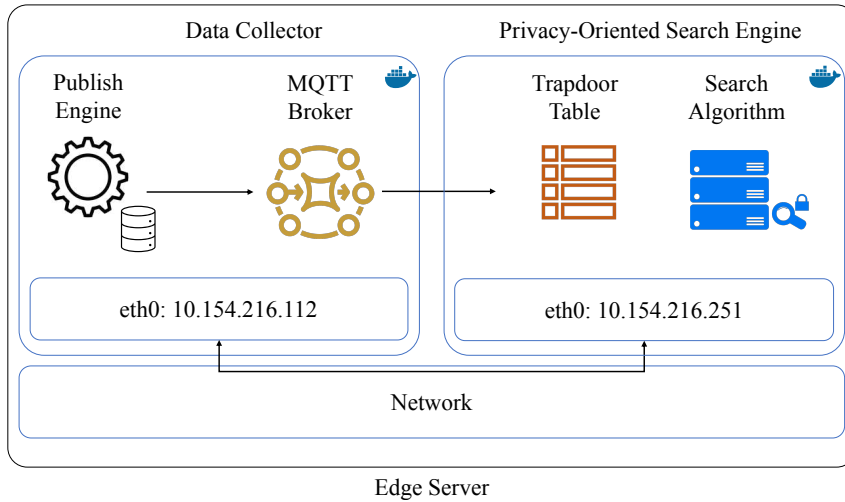 Data Collector
Privacy-Oriented Search Engine
Publish
Engine
MQTT
Broker
Trapdoor
Table
Search
Algorithm
eth0: 10.154.216.112
eth0: 10.154.216.251
Network
Edge Server